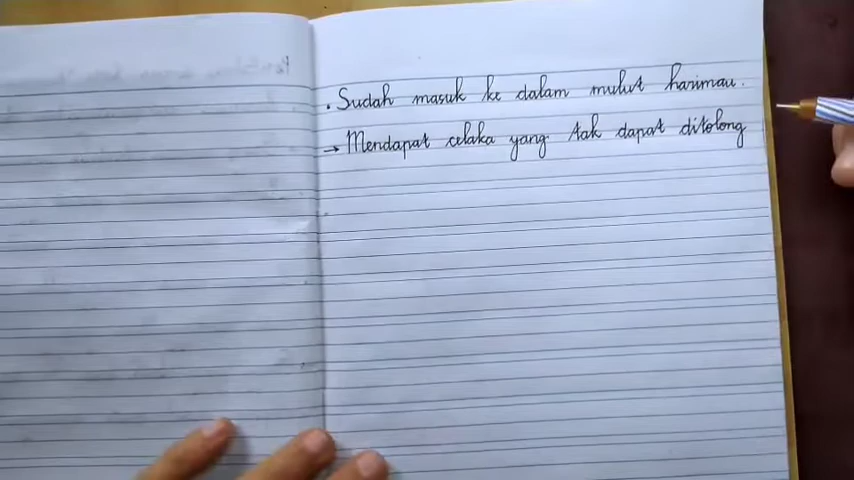 . Sudah masuk ke dalam mulut harimau.
→ Mendapat celaka yang tak dapat ditolong